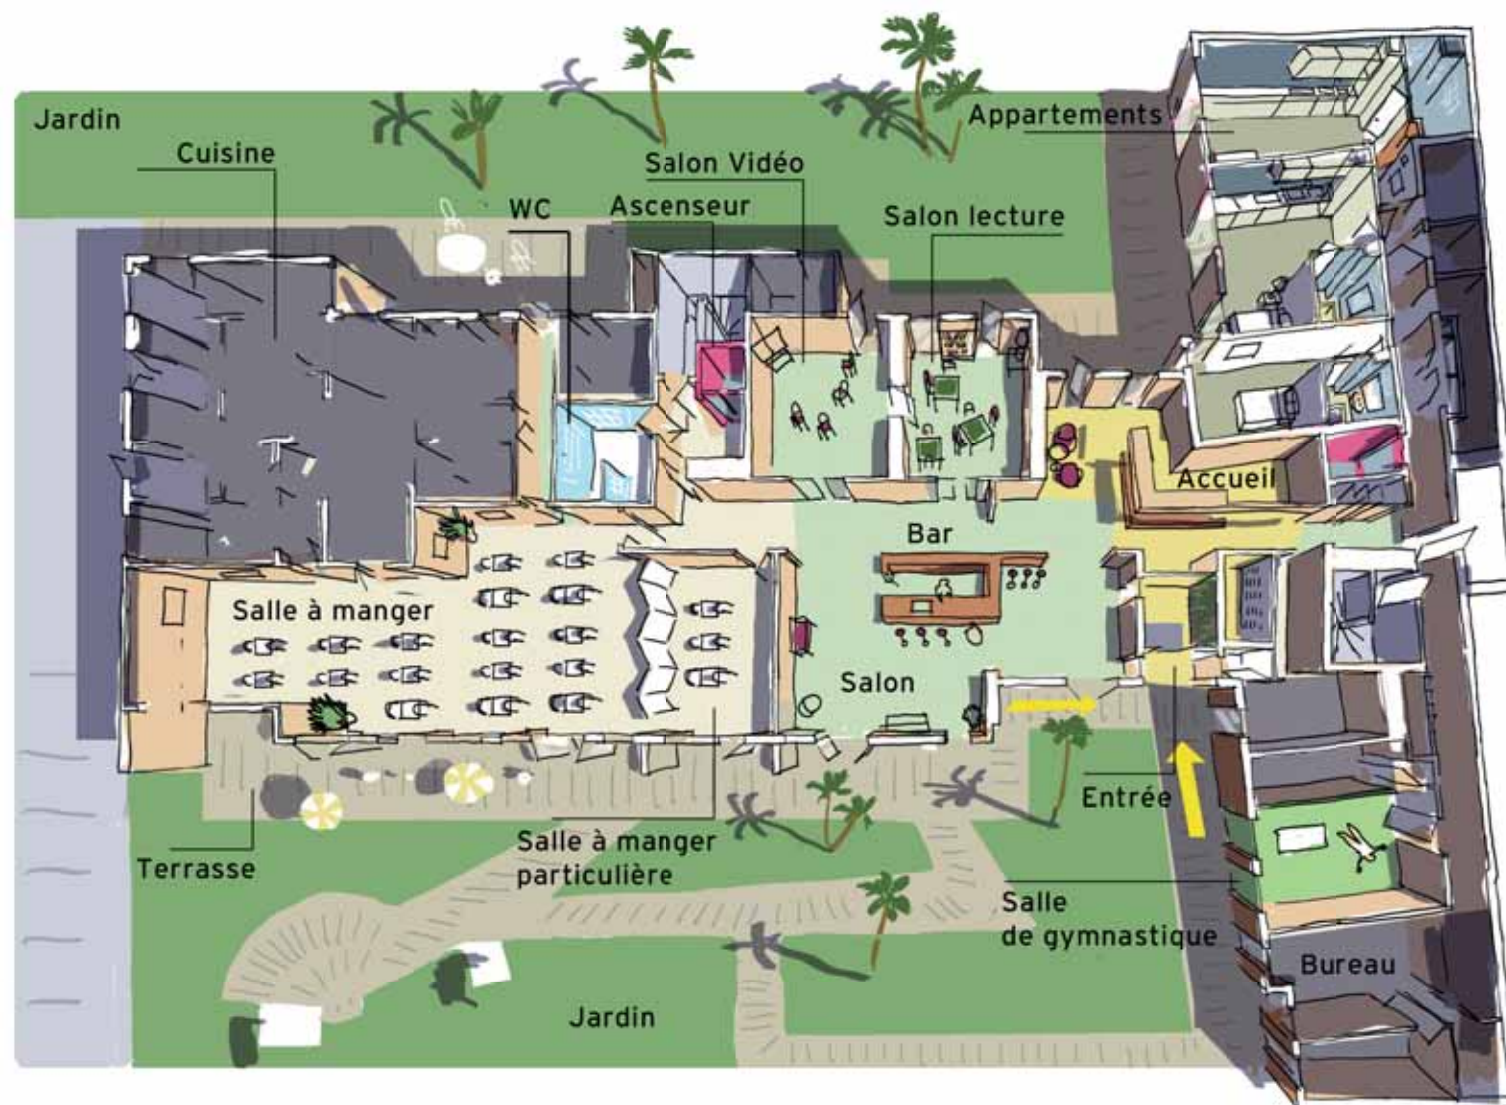 Jardin
Cuisine
Appartements
Salon Vidéo
WC
Ascenseur
Salon lecture
Accueil
Bar
Salle à manger
Salon
Entrée
Terrasse
Salle à manger
particulière
Salle
de gymnastique
Bureau
Jardin